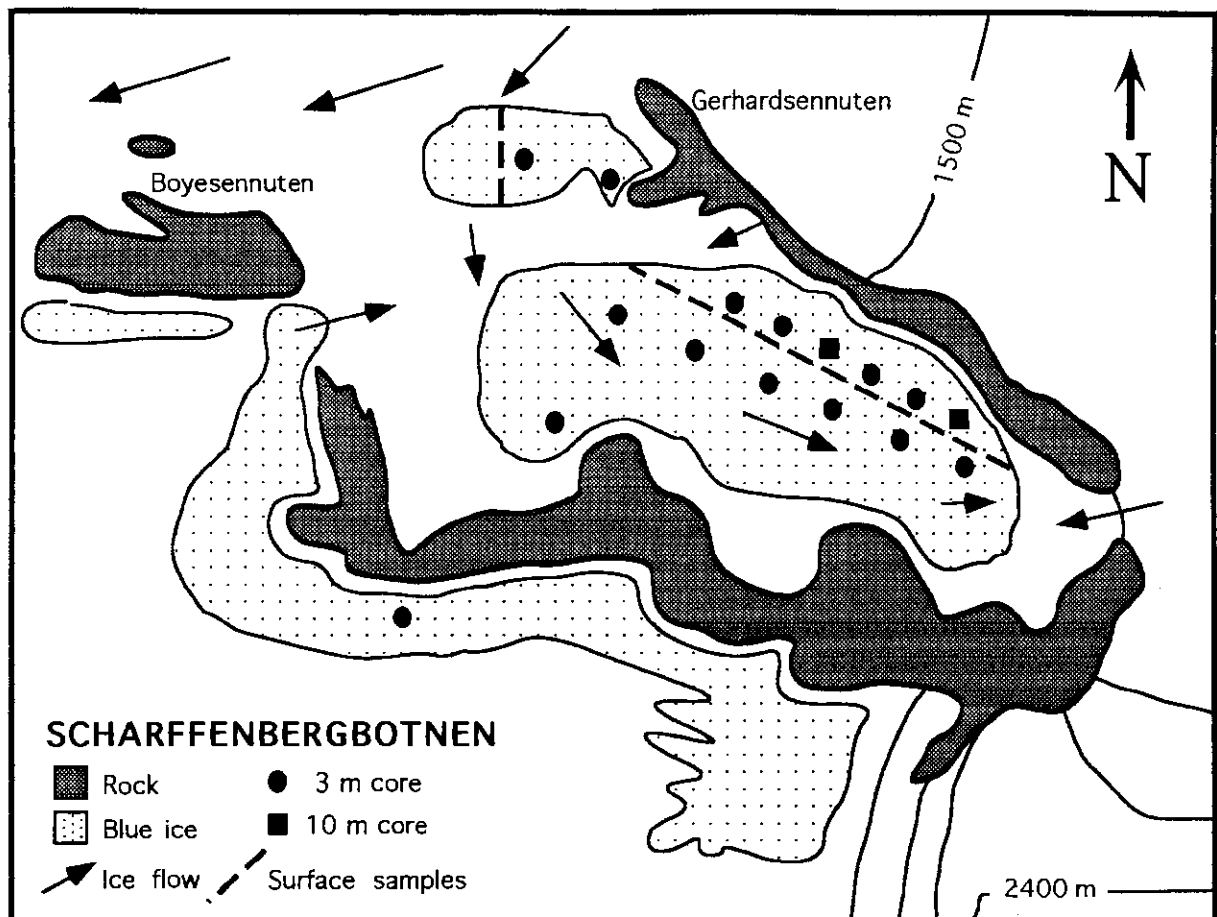 Gerhardsennuten
1500 m
N
Boyesennuten
SCHARFFENBERGBOTNEN
Rock
3 m core
Blue ice
10 m core
Ice flow
Surface samples
2400 m